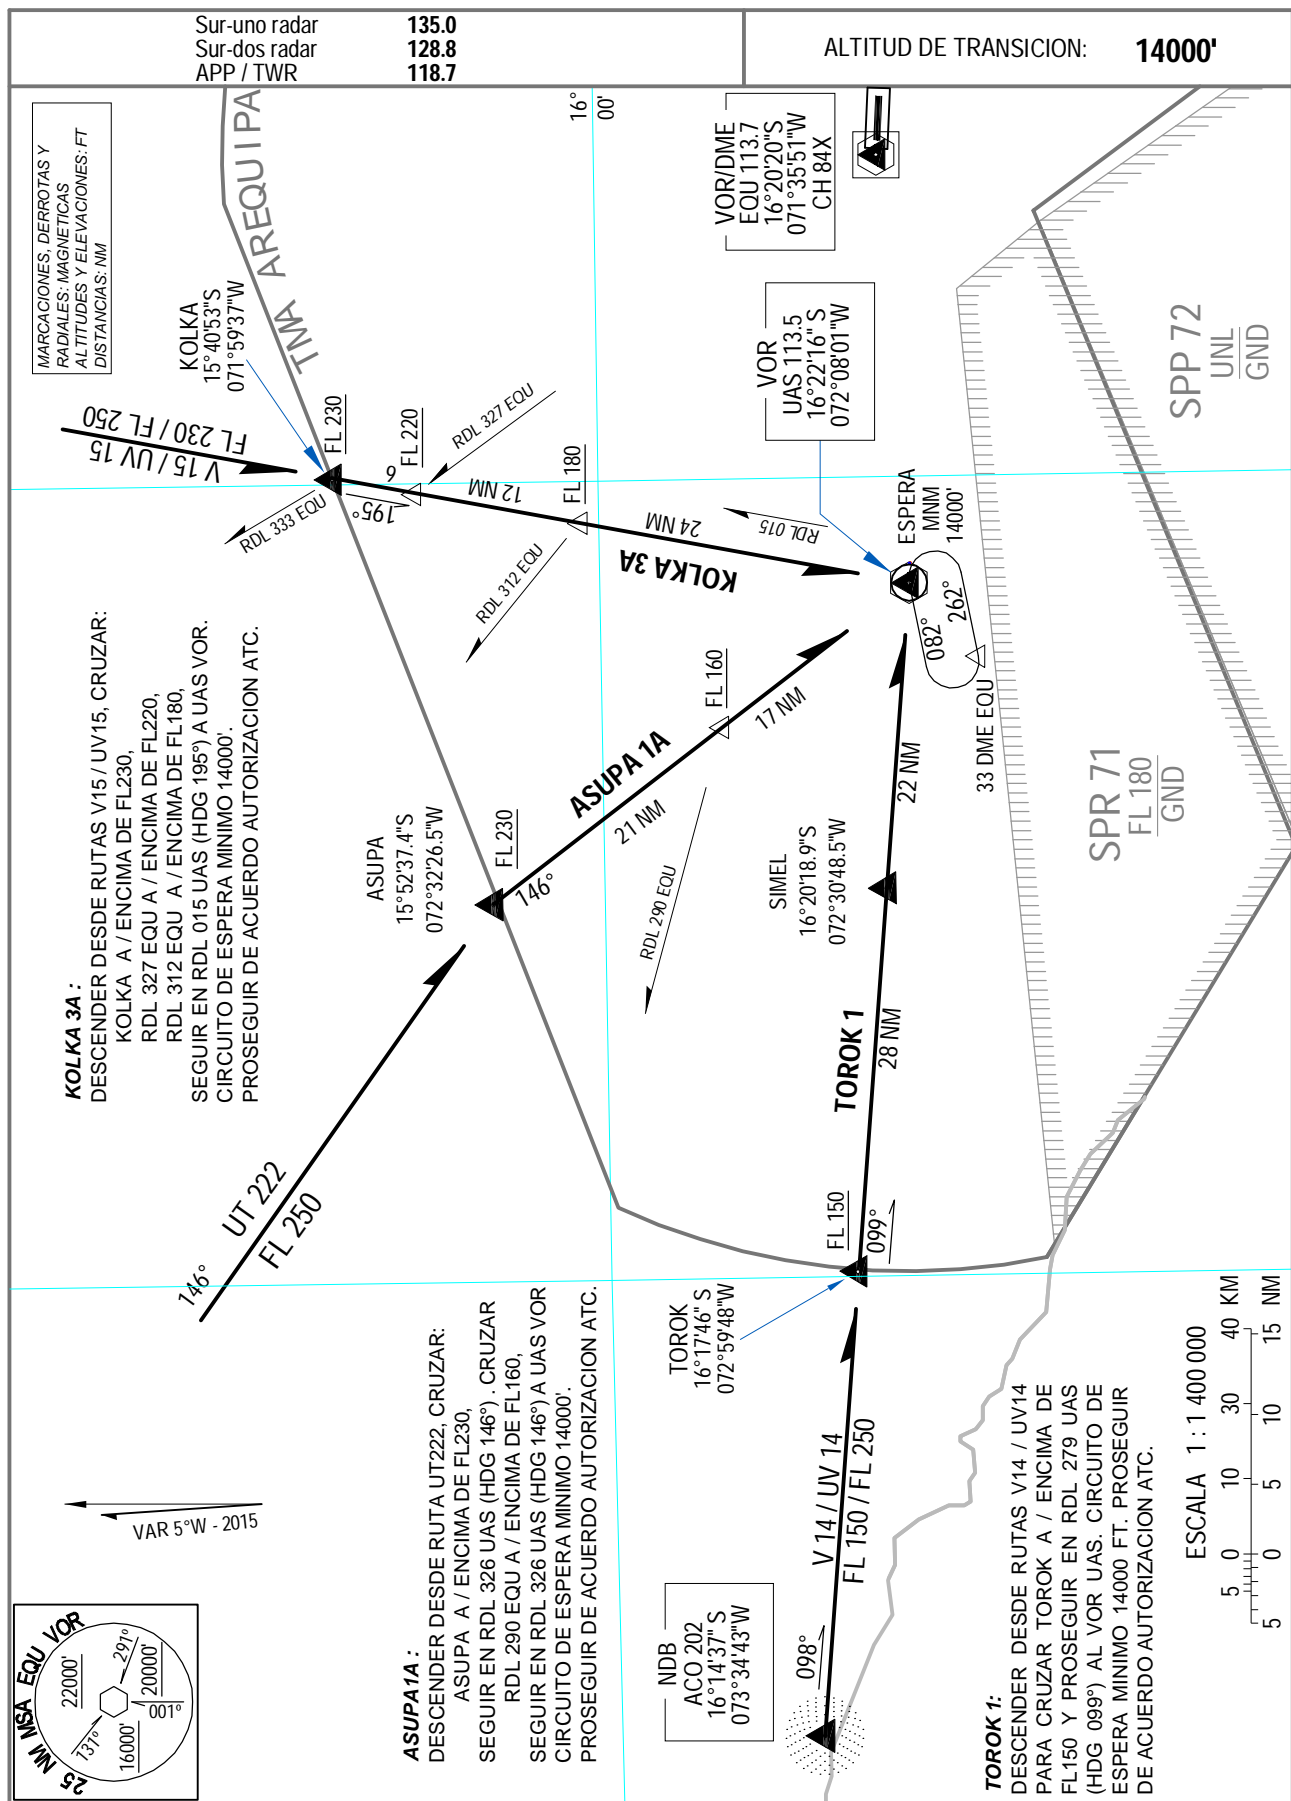 Sur-uno radar 135.0
Sur-dos radar 128.8
APP / TWR 118.7
ALTITUD DE TRANSICION: 14000'
MARCACIONES, DERROTAS Y
RADIALES: MAGNETICAS
ALTITUDES Y ELEVACIONES: FT
DISTANCIAS: NM
TMA AREQUIPA
16°
00'
KOLKA
15°40'53"S
071°59'37"W
V 15 / UV 15
FL 230 / FL 250
FL 230
RDL 333 EQU
195°
6
FL 220
RDL 327 EQU
12 NM
FL 180
RDL 312 EQU
24 NM
KOLKA 3A
RDL 015
VOR/DME
EQU 113.7
16°20'20"S
071°35'51"W
CH 84X
VOR
UAS 113.5
16°22'16" S
072°08'01"W
ESPERA
MNM
14000'
082°
262°
33 DME EQU
SPP 72
UNL
GND
SPR 71
FL 180
GND
KOLKA 3A :
DESCENDER DESDE RUTAS V15 / UV15, CRUZAR:
KOLKA A / ENCIMA DE FL230,
RDL 327 EQU A / ENCIMA DE FL220,
RDL 312 EQU A / ENCIMA DE FL180,
SEGUIR EN RDL 015 UAS (HDG 195°) A UAS VOR.
CIRCUITO DE ESPERA MINIMO 14000'.
PROSEGUIR DE ACUERDO AUTORIZACION ATC.
ASUPA
15°52'37.4"S
072°32'26.5"W
FL 230
146°
ASUPA 1A
21 NM
FL 160
17 NM
RDL 290 EQU
UT 222
FL 250
146°
SIMEL
16°20'18.9"S
072°30'48.5"W
22 NM
TOROK 1
28 NM
FL 150
099°
TOROK
16°17'46" S
072°59'48"W
V 14 / UV 14
FL 150 / FL 250
098°
NDB
ACO 202
16°14'37" S
073°34'43"W
ASUPA1A :
DESCENDER DESDE RUTA UT222, CRUZAR:
ASUPA A / ENCIMA DE FL230,
SEGUIR EN RDL 326 UAS (HDG 146°) . CRUZAR
RDL 290 EQU A / ENCIMA DE FL160,
SEGUIR EN RDL 326 UAS (HDG 146°) A UAS VOR
CIRCUITO DE ESPERA MINIMO 14000'.
PROSEGUIR DE ACUERDO AUTORIZACION ATC.
TOROK 1:
DESCENDER DESDE RUTAS V14 / UV14
PARA CRUZAR TOROK A / ENCIMA DE
FL150 Y PROSEGUIR EN RDL 279 UAS
(HDG 099°) AL VOR UAS. CIRCUITO DE
ESPERA MINIMO 14000 FT. PROSEGUIR
DE ACUERDO AUTORIZACION ATC.
ESCALA 1 : 1 400 000
5 0 10 30 40 KM
5 0 5 10 15 NM
VAR 5°W - 2015
25 NM MSA EQU VOR
22000'
291°
20000'
001°
16000'
131°